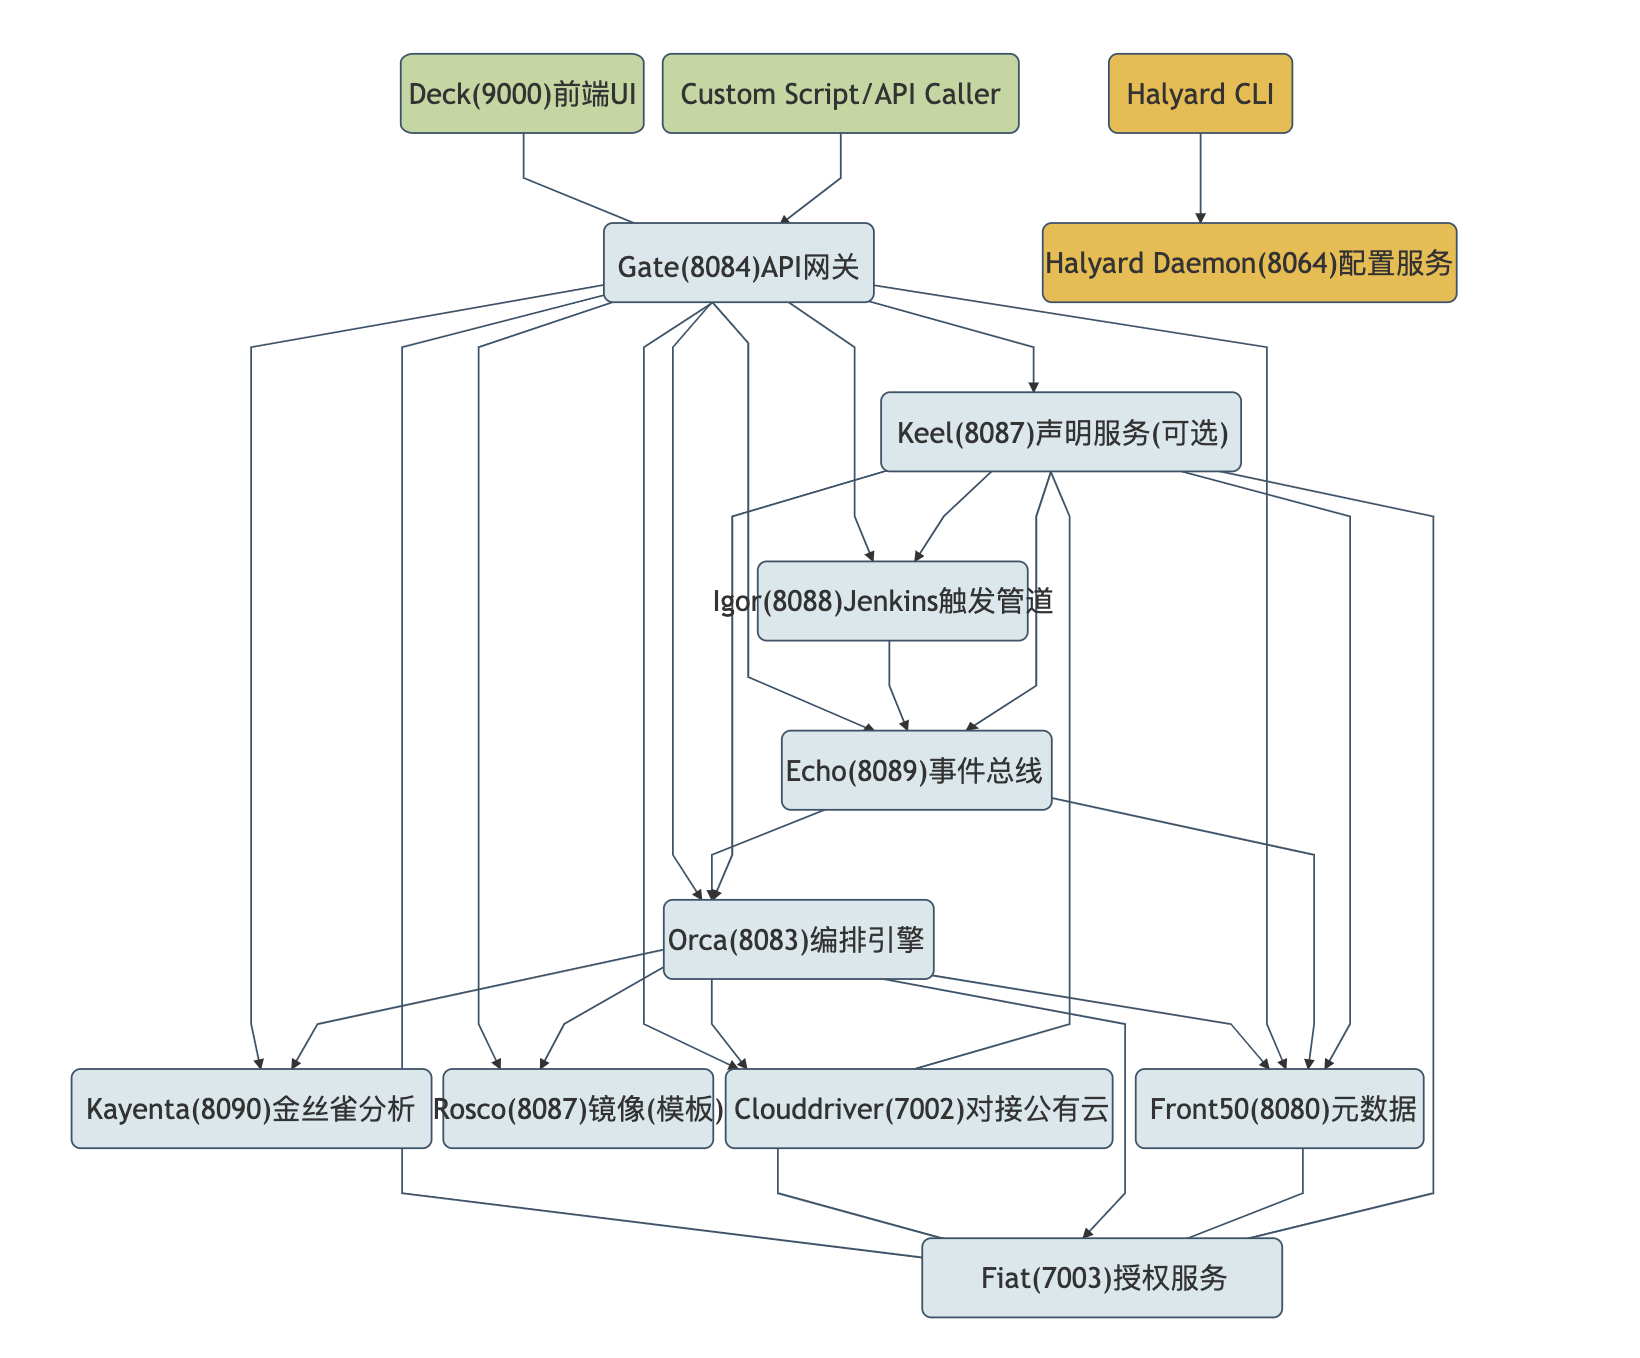 Deck(9000)前端UI
Custom Script/API Caller
Halyard CLI
Gate(8084)API网关
Halyard Daemon(8064)配置服务
Keel(8087)声明服务(可选)
Igor(8088)Jenkins触发管道
Echo(8089)事件总线
Orca(8083)编排引擎
Kayenta(8090)金丝雀分析
Rosco(8087)镜像(模板)
Clouddriver(7002)对接公有云
Front50(8080)元数据
Fiat(7003)授权服务